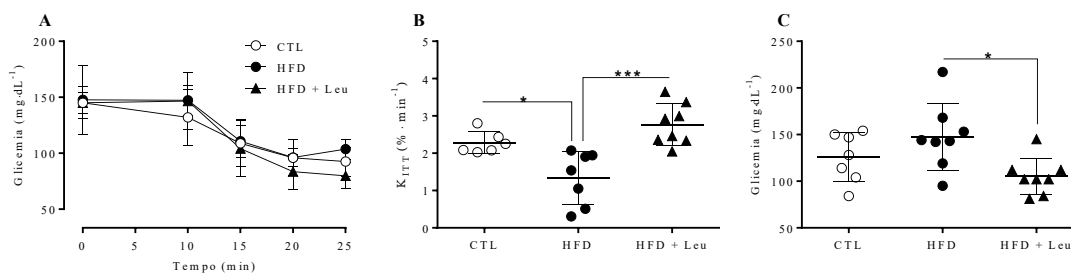 A
Glicemia (mg·dL⁻¹)
200
150
100
50
0
5
10
15
20
25
Tempo (min)
CTL
HFD
HFD + Leu
B
K_ITT (% · min⁻¹)
5
4
3
2
1
0
*
***
CTL
HFD
HFD + Leu
C
Glicemia (mg·dL⁻¹)
250
200
150
100
50
*
CTL
HFD
HFD + Leu